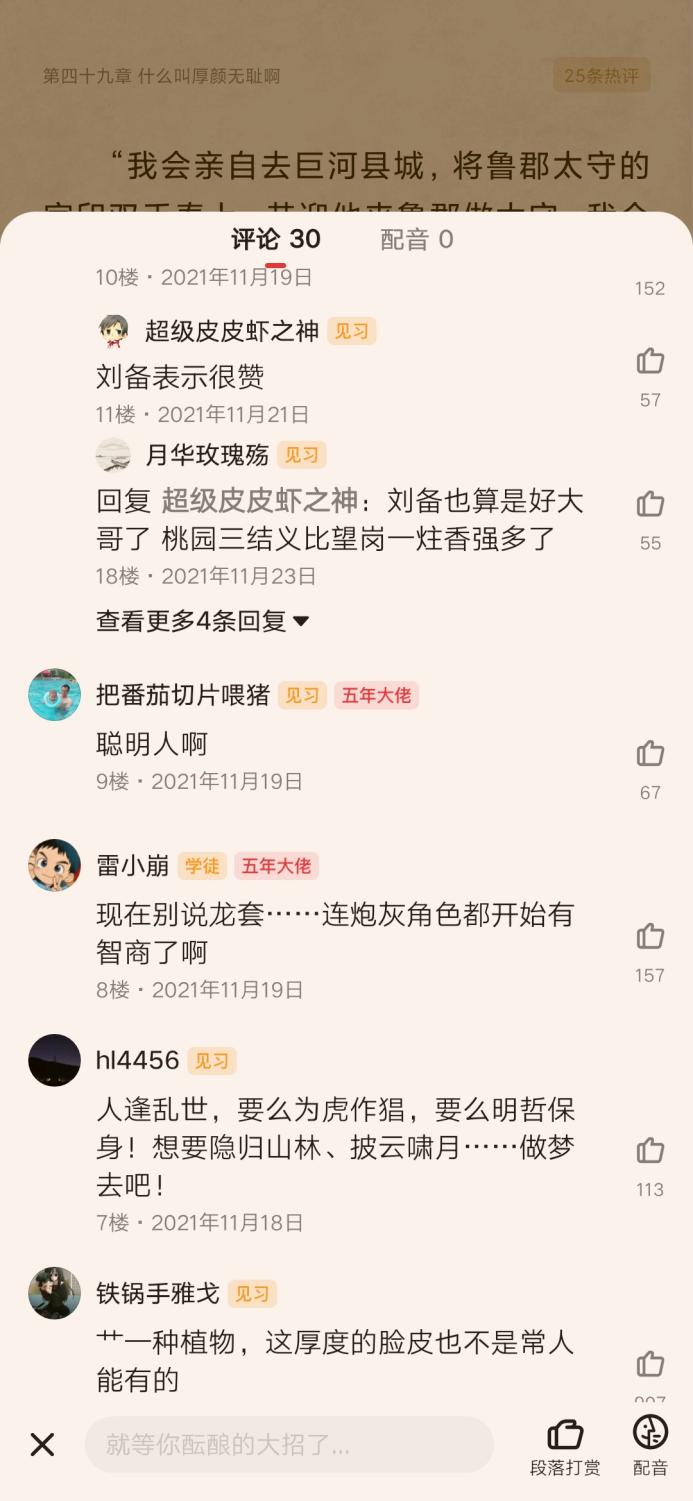 第四十九章 什么叫厚颜无耻啊
25条热评
“我会亲自去巨河县城，将鲁郡太守的
评论 30
配音 0
10楼·2021年11月19日
152
超级皮皮虾之神 见习
刘备表示很赞
57
11楼·2021年11月21日
月华玫瑰殇 见习
回复 超级皮皮虾之神：刘备也算是好大
哥了 桃园三结义比望岗一炷香强多了
55
18楼·2021年11月23日
查看更多4条回复
把番茄切片喂猪 见习 五年大佬
聪明人啊
9楼·2021年11月19日
67
雷小崩 学徒 五年大佬
现在别说龙套……连炮灰角色都开始有
智商了啊
157
8楼·2021年11月19日
hl4456 见习
人逢乱世，要么为虎作猖，要么明哲保
身！想要隐归山林、披云啸月……做梦
去吧！
113
7楼·2021年11月18日
铁锅手雅戈 见习
艹一种植物，这厚度的脸皮也不是常人
能有的
就等你酝酿的大招了...
段落打赏
配音